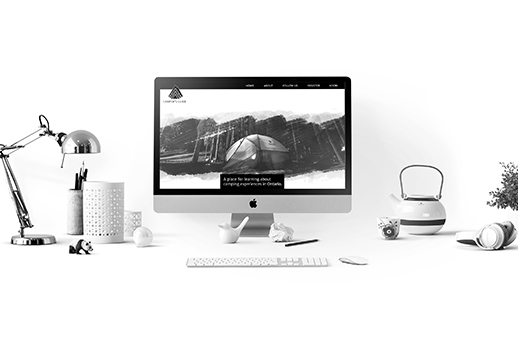 HOME ABOUT FOLLOW US REGISTER LOGIN
A place for learning about
camping experiences in Ontario.